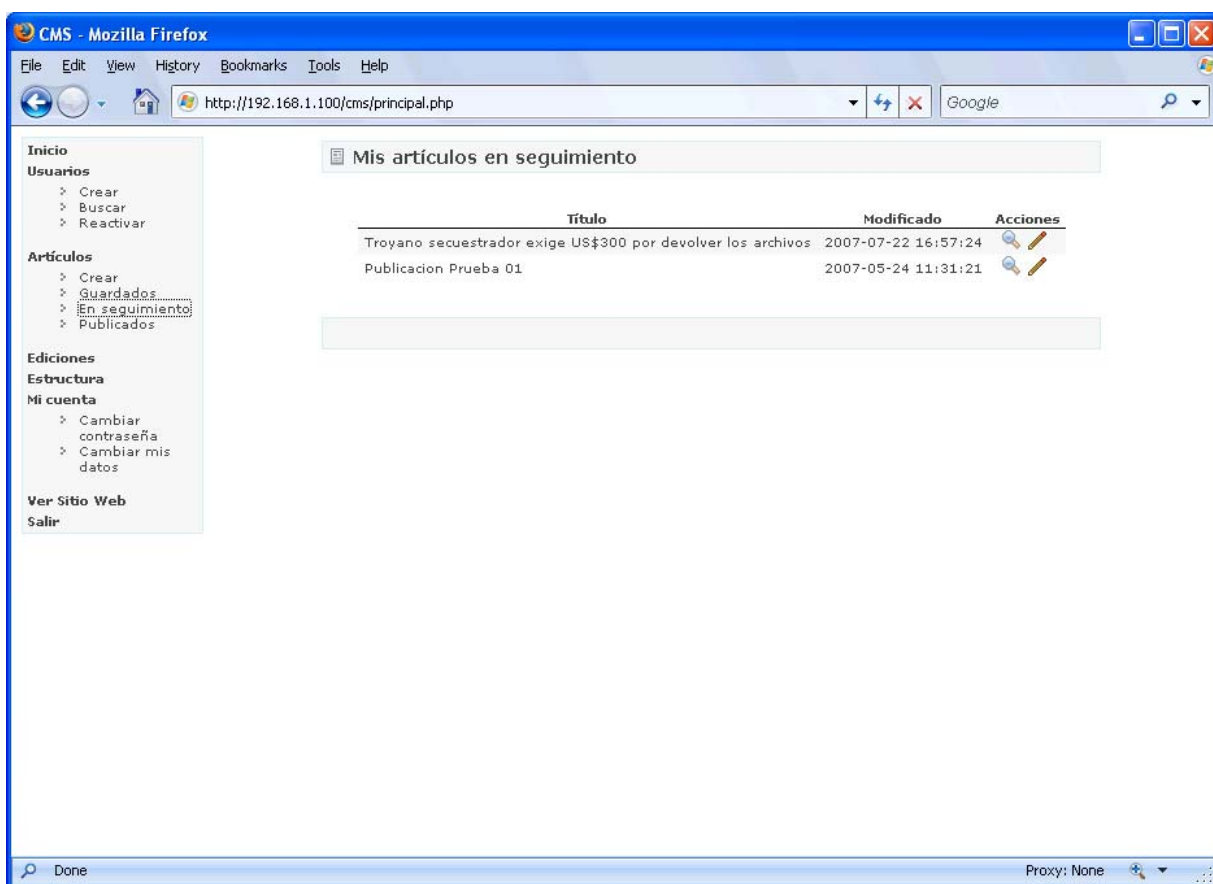 CMS - Mozilla Firefox
File Edit View History Bookmarks Tools Help
http://192.168.1.100/cms/principal.php
Google
Inicio
Usuarios
Crear
Buscar
Reactivar
Artículos
Crear
Guardados
En seguimiento
Publicados
Ediciones
Estructura
Mi cuenta
Cambiar
contraseña
Cambiar mis
datos
Ver Sitio Web
Salir
Mis artículos en seguimiento
Título Modificado Acciones
Troyano secuestrador exige US$300 por devolver los archivos 2007-07-22 16:57:24
Publicacion Prueba 01 2007-05-24 11:31:21
Done Proxy: None